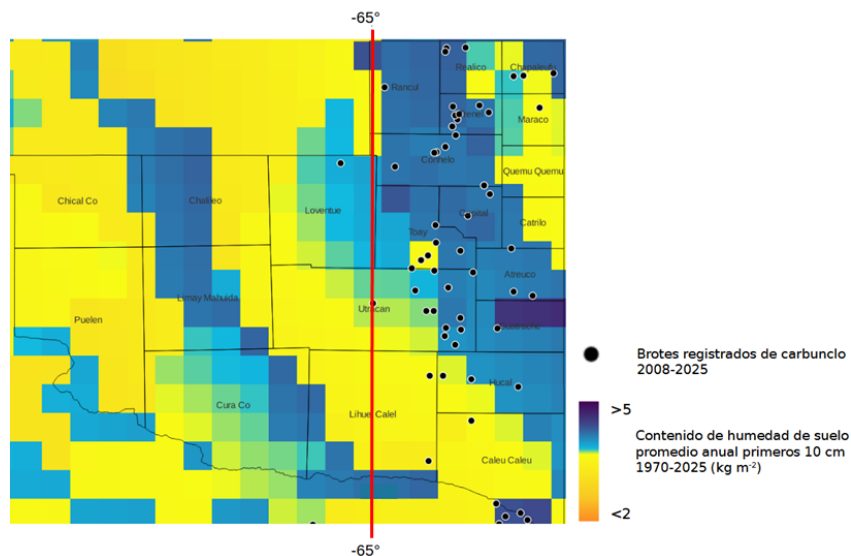 -65°
Realico
Chapaleufu
Rancul
Trenel
Maraco
Conhelo
Quemu Quemu
Chical Co
Chalileo
Loventue
Capital
Catrilo
Toay
Atreuco
Limay Mahuida
Utracan
Puelen
Guatrache
Hucal
Cura Co
Lihuel Calel
Caleu Caleu
-65°
Brotes registrados de carbunclo
2008-2025
>5
Contenido de humedad de suelo
promedio anual primeros 10 cm
1970-2025 (kg m⁻²)
<2